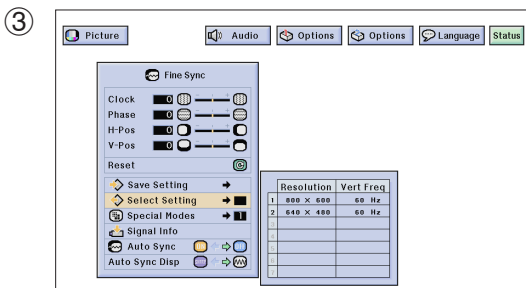 ③
Picture Audio Options Options Language Status
Fine Sync
Clock 0
Phase 0
H-Pos 0
V-Pos 0
Reset
Save Setting
Select Setting
Special Modes 1
Signal Info
Auto Sync
Auto Sync Disp
Resolution Vert Freq
1 800 × 600 60 Hz
2 640 × 480 60 Hz
3
4
5
6
7